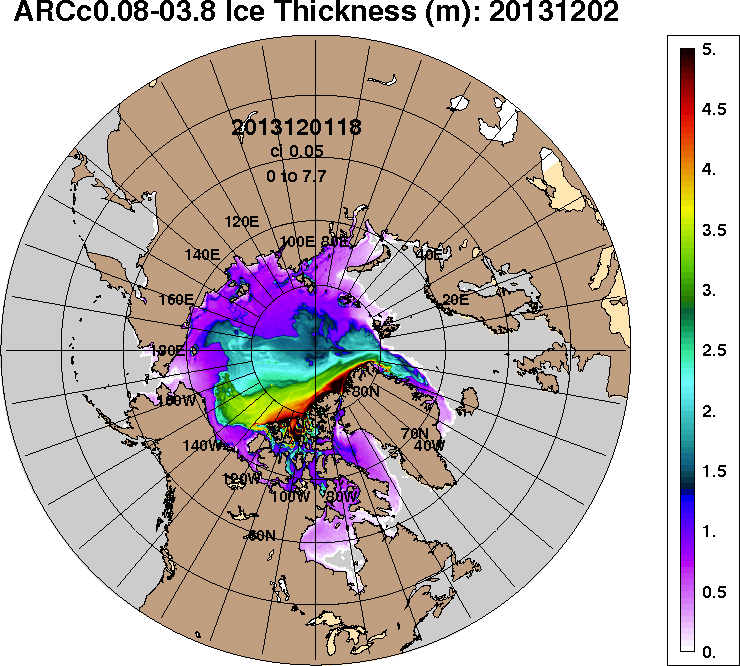 ARCc0.08-03.8 Ice Thickness (m): 20131202
2013120118
ci 0.05
0 to 7.7
120E
100E 80E
140E
40E
160E
20E
180E
160W
80N
70N
140W
40W
120W
100W
80W
60N
5.
4.5
4.
3.5
3.
2.5
2.
1.5
1.
0.5
0.